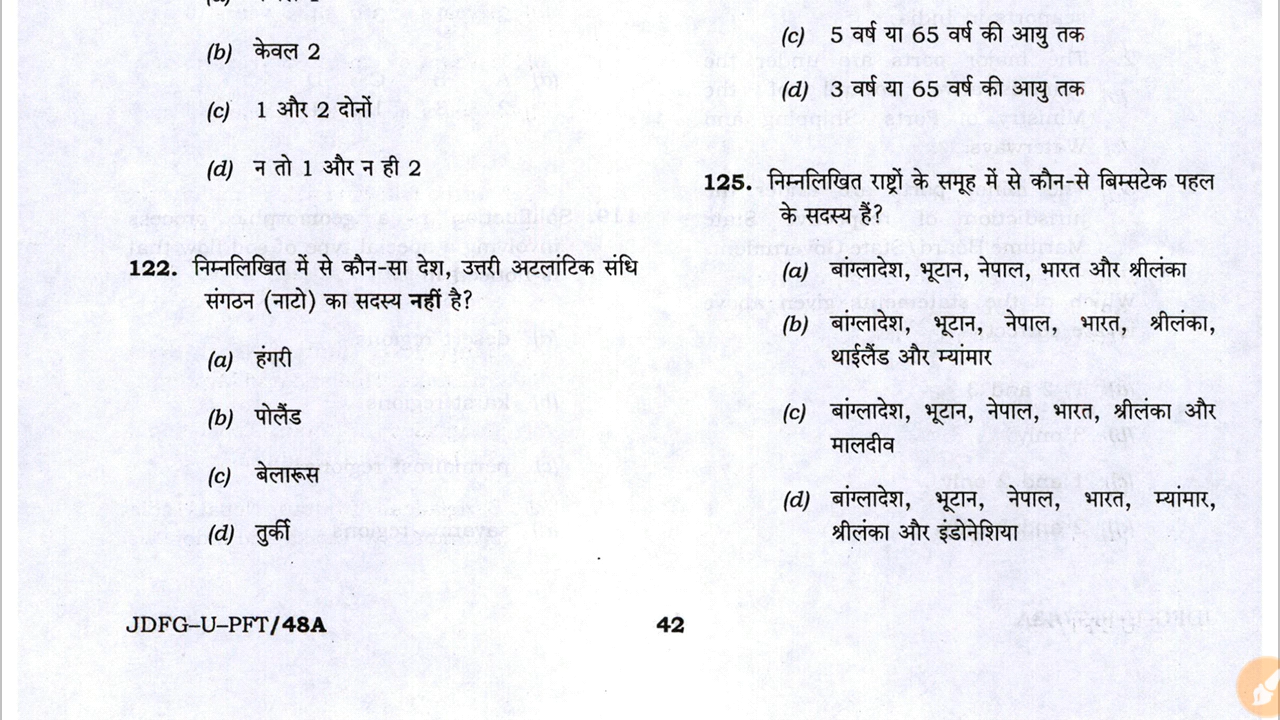 (b) केवल 2
(c) 1 और 2 दोनों
(d) न तो 1 और न ही 2
122. निम्नलिखित में से कौन-सा देश, उत्तरी अटलांटिक संधि
संगठन (नाटो) का सदस्य नहीं है?
(a) हंगरी
(b) पोलैंड
(c) बेलारूस
(d) तुर्की
(c) 5 वर्ष या 65 वर्ष की आयु तक
(d) 3 वर्ष या 65 वर्ष की आयु तक
125. निम्नलिखित राष्ट्रों के समूह में से कौन-से बिम्सटेक पहल
के सदस्य हैं?
(a) बांग्लादेश, भूटान, नेपाल, भारत और श्रीलंका
(b) बांग्लादेश, भूटान, नेपाल, भारत, श्रीलंका,
थाईलैंड और म्यांमार
(c) बांग्लादेश, भूटान, नेपाल, भारत, श्रीलंका और
मालदीव
(d) बांग्लादेश, भूटान, नेपाल, भारत, म्यांमार,
श्रीलंका और इंडोनेशिया
JDFG–U–PFT/48A
42